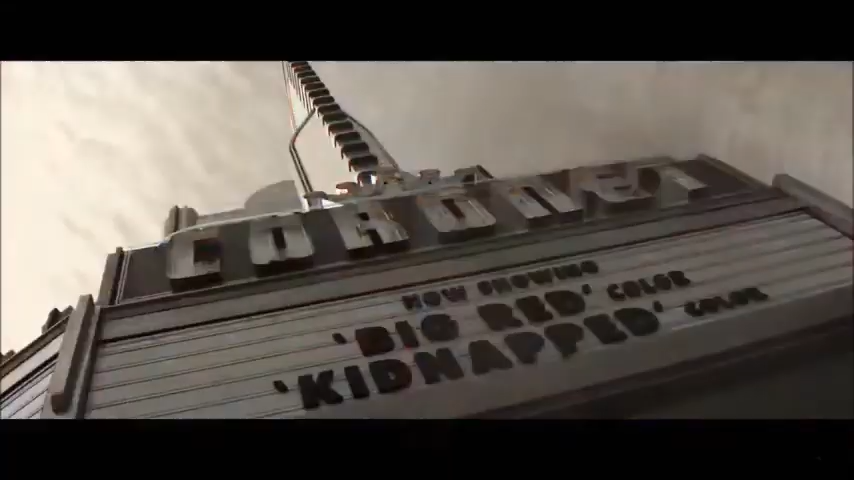 CORONET
NOW SHOWING
'BIG RED' COLOR
'KIDNAPPED' COLOR